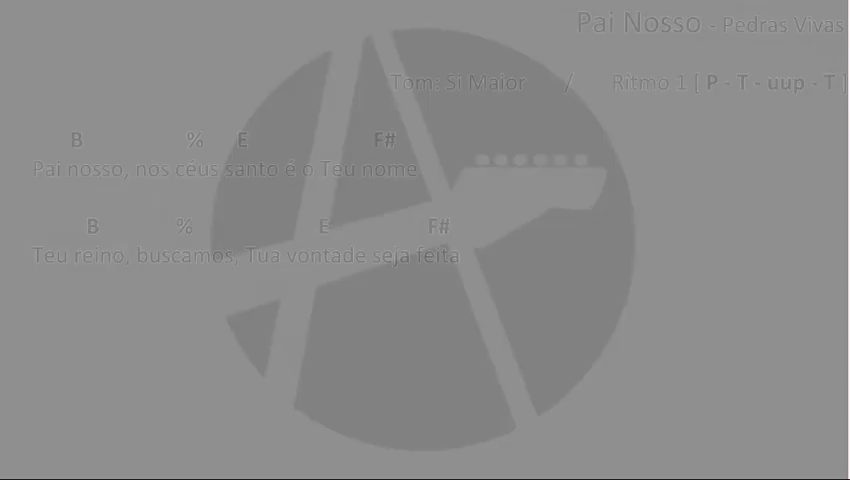 Pai Nosso - Pedras Vivas
Tom: Si Maior / Ritmo 1 [ P - T - uup - T ]
B % E F#
Pai nosso, nos céus santo é o Teu nome
B % E F#
Teu reino, buscamos, Tua vontade seja feita